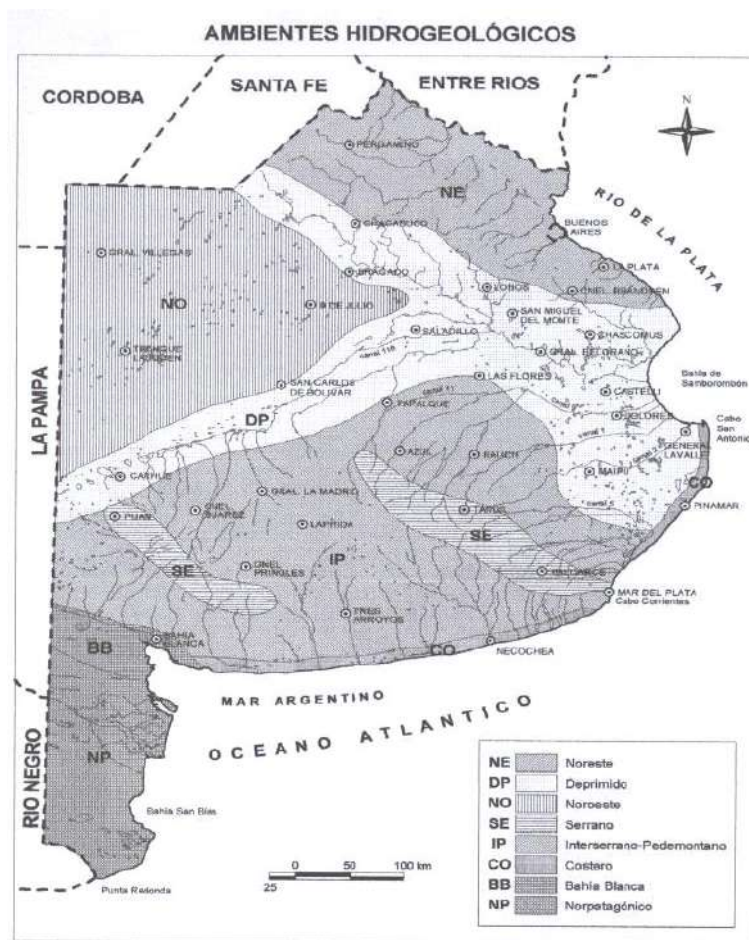 AMBIENTES HIDROGEOLÓGICOS
CORDOBA
SANTA FE
ENTRE RIOS
N
PERGAMINO
NE
RIO DE LA PLATA
CHACABUCO
BUENOS AIRES
GRAL. VILLEGAS
LA PLATA
BRAGADO
LOBOS
CNEL. BRANDSEN
NO
9 DE JULIO
SAN MIGUEL DEL MONTE
SALADILLO
CHASCOMUS
TRENQUE LAUQUEN
GRAL. BELGRANO
LAS FLORES
Bahía de Samborombón
SAN CARLOS DE BOLIVAR
CASTELLI
LA PAMPA
TAPALQUE
canal 11
DOLORES
Cabo San Antonio
DP
GENERAL LAVALLE
AZUL
RAUCH
MAIPU
CARHUE
GRAL. LA MADRID
CO
PINAMAR
PUAN
CNEL. SUAREZ
LAPRIDA
TANDIL
SE
SE
CNEL. PRINGLES
IP
BALCARCE
MAR DEL PLATA
Cabo Corrientes
TRES ARROYOS
BAHIA BLANCA
BB
CO
NECOCHEA
MAR ARGENTINO
OCEANO ATLANTICO
NP
RIO NEGRO
Bahía San Blas
Punta Redonda
0 50 100 km
25
NE Noreste
DP Deprimido
NO Noroeste
SE Serrano
IP Interserrano-Pedemontano
CO Costero
BB Bahía Blanca
NP Norpatagónico